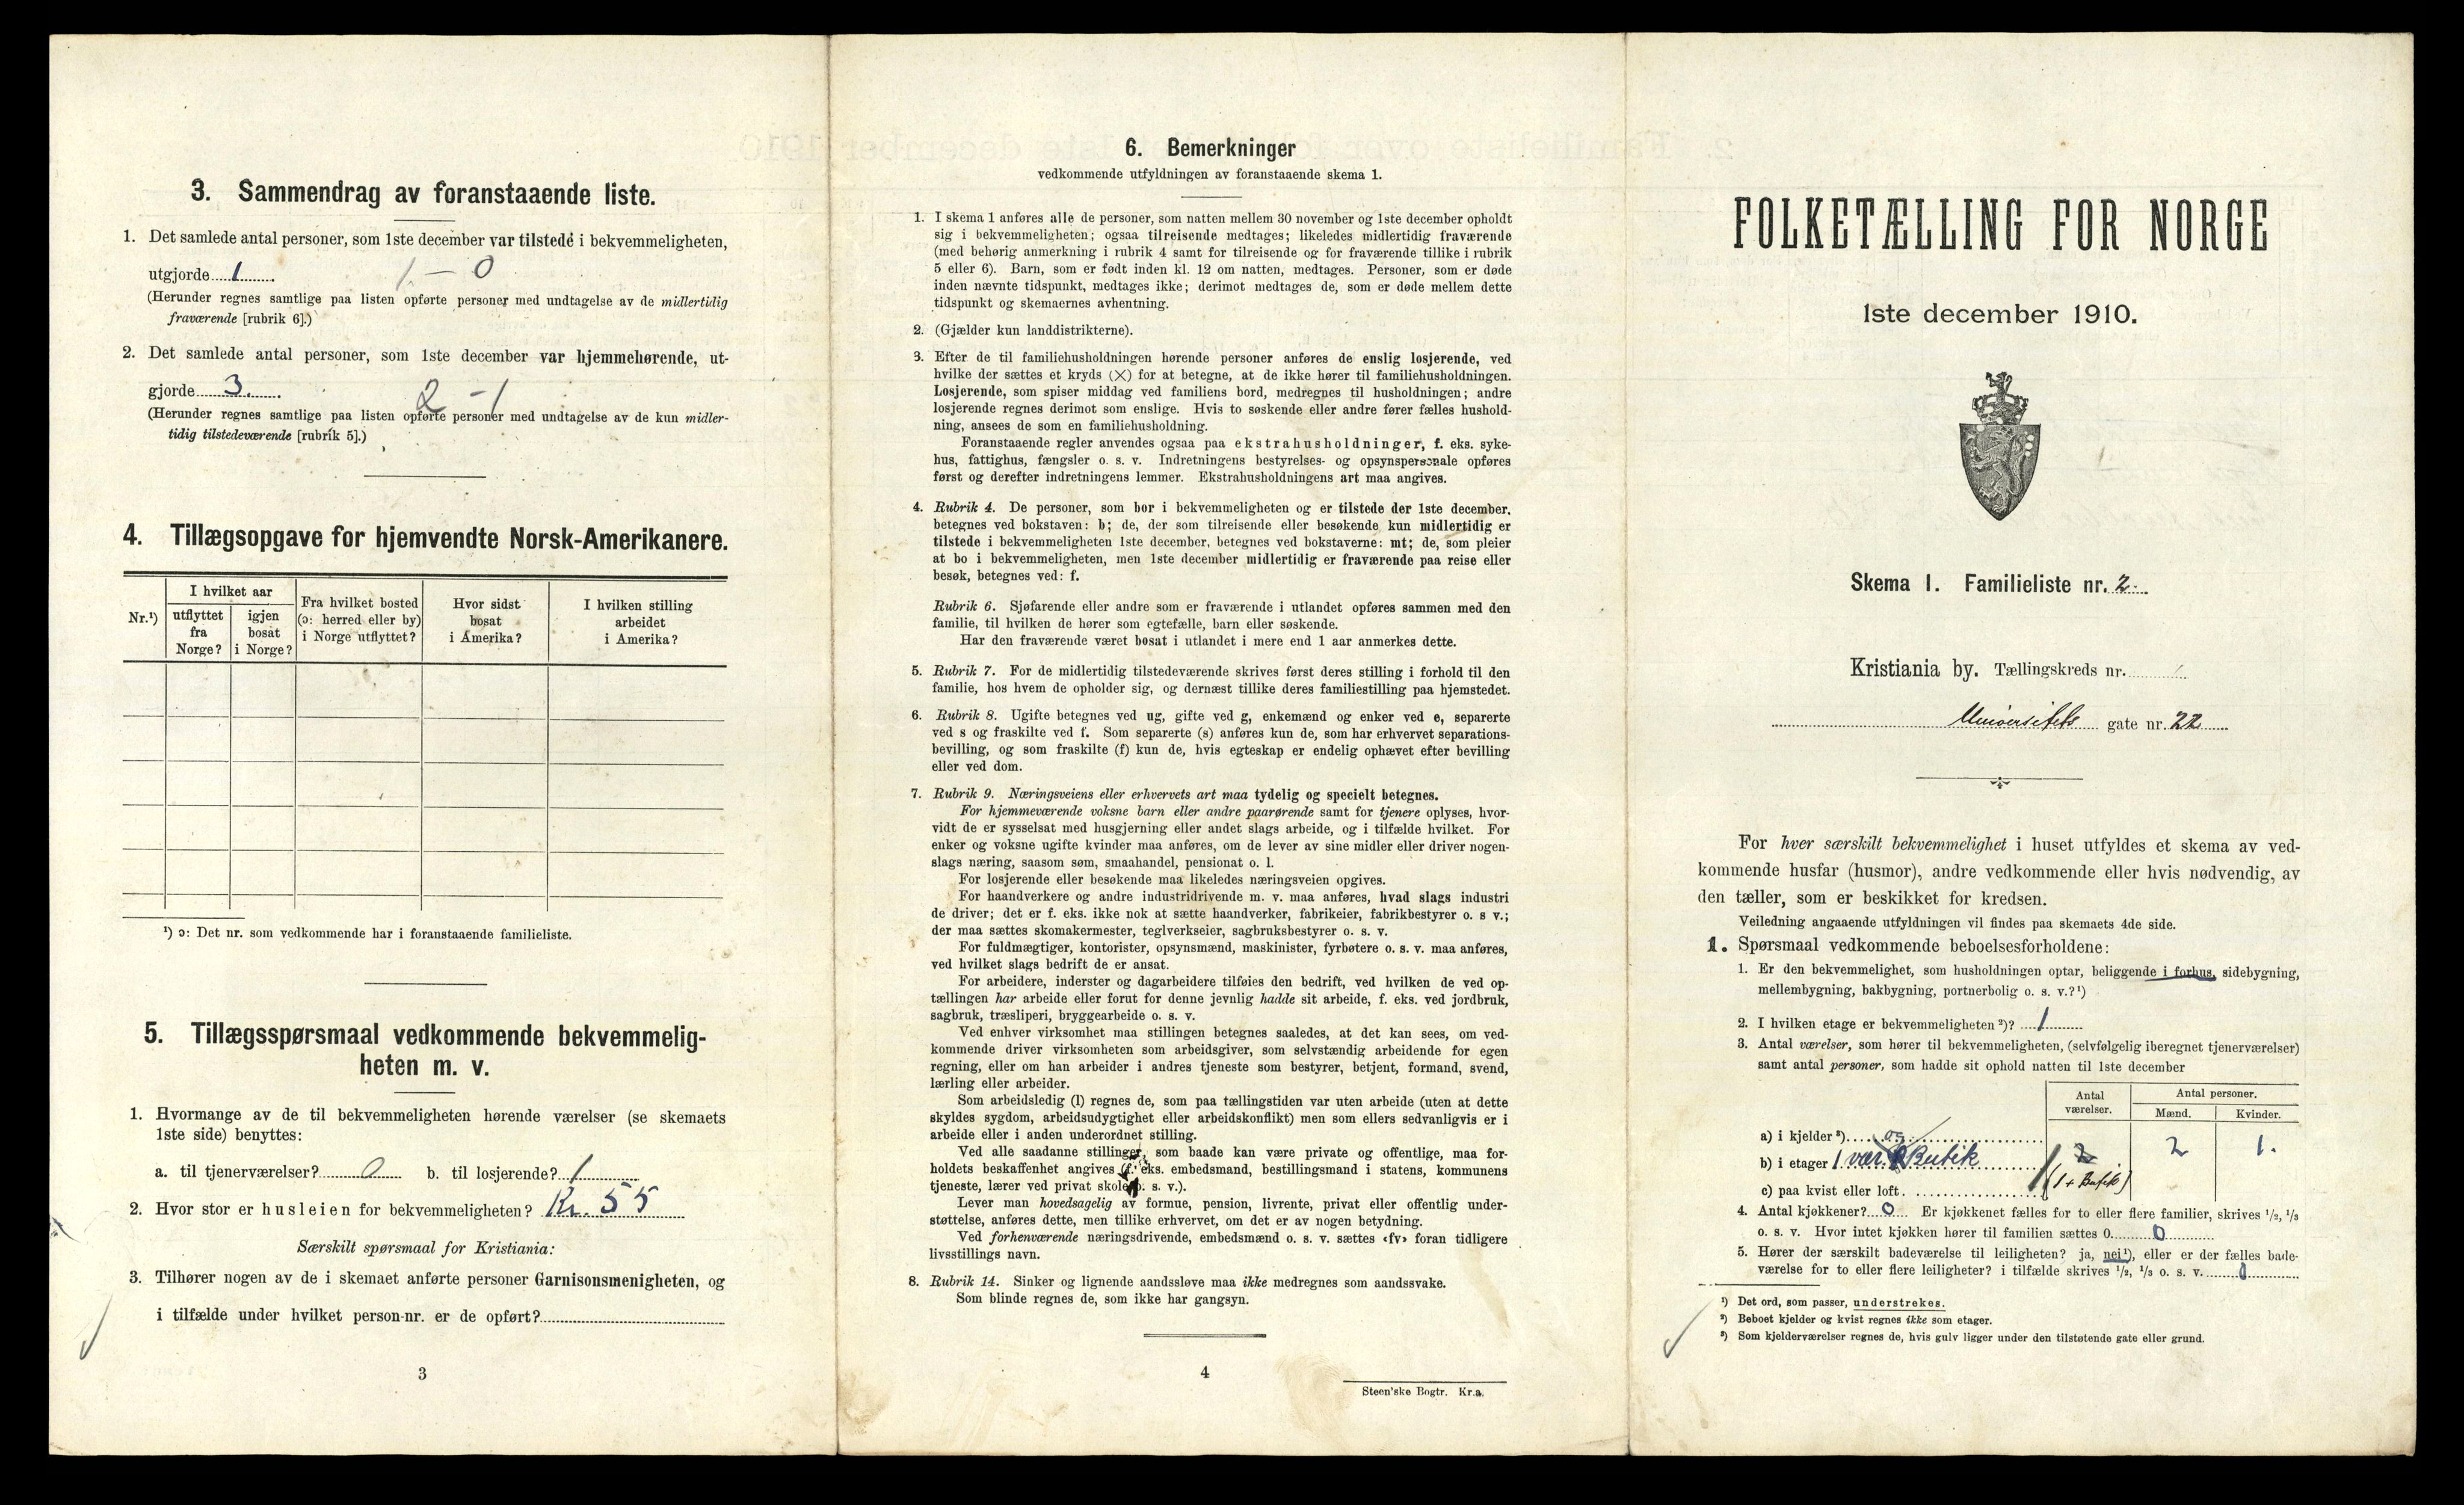 3. Sammendrag av foranstaaende liste.
1. Det samlede antal personer, som 1ste december var tilstede i bekvemmeligheten,
utgjorde 1 1 – 0
(Herunder regnes samtlige paa listen opførte personer med undtagelse av de midlertidig
fraværende [rubrik 6].)
2. Det samlede antal personer, som 1ste december var hjemmehørende, ut-
gjorde 3. 2 – 1
(Herunder regnes samtlige paa listen opførte personer med undtagelse av de kun midler-
tidig tilstedeværende [rubrik 5].)
4. Tillægsopgave for hjemvendte Norsk-Amerikanere.
Nr.¹)
I hvilket aar
utflyttet
fra
Norge?
igjen
bosat
i Norge?
Fra hvilket bosted
(ɔ: herred eller by)
i Norge utflyttet?
Hvor sidst
bosat
i Amerika?
I hvilken stilling
arbeidet
i Amerika?
¹) ɔ: Det nr. som vedkommende har i foranstaaende familieliste.
5. Tillægsspørsmaal vedkommende bekvemmelig-
heten m. v.
1. Hvormange av de til bekvemmeligheten hørende værelser (se skemaets
1ste side) benyttes:
a. til tjenerværelser? 0 b. til losjerende? 1
2. Hvor stor er husleien for bekvemmeligheten? Kr. 55
Særskilt spørsmaal for Kristiania:
3. Tilhører nogen av de i skemaet anførte personer Garnisonsmenigheten, og
i tilfælde under hvilket person-nr. er de opført?
3
6. Bemerkninger
vedkommende utfyldningen av foranstaaende skema 1.
1. I skema 1 anføres alle de personer, som natten mellem 30 november og 1ste december opholdt
sig i bekvemmeligheten; ogsaa tilreisende medtages; likeledes midlertidig fraværende
(med behørig anmerkning i rubrik 4 samt for tilreisende og for fraværende tillike i rubrik
5 eller 6). Barn, som er født inden kl. 12 om natten, medtages. Personer, som er døde
inden nævnte tidspunkt, medtages ikke; derimot medtages de, som er døde mellem dette
tidspunkt og skemaernes avhentning.
2. (Gjælder kun landdistrikterne).
3. Efter de til familiehusholdningen hørende personer anføres de enslig losjerende, ved
hvilke der sættes et kryds (×) for at betegne, at de ikke hører til familiehusholdningen.
Losjerende, som spiser middag ved familiens bord, medregnes til husholdningen; andre
losjerende regnes derimot som enslige. Hvis to søskende eller andre fører fælles hushold-
ning, ansees de som en familiehusholdning.
Foranstaaende regler anvendes ogsaa paa ekstrahusholdninger, f. eks. syke-
hus, fattighus, fængsler o. s. v. Indretningens bestyrelses- og opsynspersonale opføres
først og derefter indretningens lemmer. Ekstrahusholdningens art maa angives.
4. Rubrik 4. De personer, som bor i bekvemmeligheten og er tilstede der 1ste december,
betegnes ved bokstaven: b; de, der som tilreisende eller besøkende kun midlertidig er
tilstede i bekvemmeligheten 1ste december, betegnes ved bokstaverne: mt; de, som pleier
at bo i bekvemmeligheten, men 1ste december midlertidig er fraværende paa reise eller
besøk, betegnes ved: f.
Rubrik 6. Sjøfarende eller andre som er fraværende i utlandet opføres sammen med den
familie, til hvilken de hører som egtefælle, barn eller søskende.
Har den fraværende været bosat i utlandet i mere end 1 aar anmerkes dette.
5. Rubrik 7. For de midlertidig tilstedeværende skrives først deres stilling i forhold til den
familie, hos hvem de opholder sig, og dernæst tillike deres familiestilling paa hjemstedet.
6. Rubrik 8. Ugifte betegnes ved ug, gifte ved g, enkemænd og enker ved e, separerte
ved s og fraskilte ved f. Som separerte (s) anføres kun de, som har erhvervet separations-
bevilling, og som fraskilte (f) kun de, hvis egteskap er endelig ophævet efter bevilling
eller ved dom.
7. Rubrik 9. Næringsveiens eller erhvervets art maa tydelig og specielt betegnes.
For hjemmeværende voksne barn eller andre paarørende samt for tjenere oplyses, hvor-
vidt de er sysselsat med husgjerning eller andet slags arbeide, og i tilfælde hvilket. For
enker og voksne ugifte kvinder maa anføres, om de lever av sine midler eller driver nogen-
slags næring, saasom søm, smaahandel, pensionat o. l.
For losjerende eller besøkende maa likeledes næringsveien opgives.
For haandverkere og andre industridrivende m. v. maa anføres, hvad slags industri
de driver; det er f. eks. ikke nok at sætte haandverker, fabrikeier, fabrikbestyrer o. s v.;
der maa sættes skomakermester, teglverkseier, sagbruksbestyrer o. s. v.
For fuldmægtiger, kontorister, opsynsmænd, maskinister, fyrbøtere o. s. v. maa anføres,
ved hvilket slags bedrift de er ansat.
For arbeidere, inderster og dagarbeidere tilføies den bedrift, ved hvilken de ved op-
tællingen har arbeide eller forut for denne jevnlig hadde sit arbeide, f. eks. ved jordbruk,
sagbruk, træsliperi, bryggearbeide o. s. v.
Ved enhver virksomhet maa stillingen betegnes saaledes, at det kan sees, om ved-
kommende driver virksomheten som arbeidsgiver, som selvstændig arbeidende for egen
regning, eller om han arbeider i andres tjeneste som bestyrer, betjent, formand, svend,
lærling eller arbeider.
Som arbeidsledig (l) regnes de, som paa tællingstiden var uten arbeide (uten at dette
skyldes sygdom, arbeidsudygtighet eller arbeidskonflikt) men som ellers sedvanligvis er i
arbeide eller i anden underordnet stilling.
Ved alle saadanne stillinger, som baade kan være private og offentlige, maa for-
holdets beskaffenhet angives (f. eks. embedsmand, bestillingsmand i statens, kommunens
tjeneste, lærer ved privat skole o. s. v.).
Lever man hovedsagelig av formue, pension, livrente, privat eller offentlig under-
støttelse, anføres dette, men tillike erhvervet, om det er av nogen betydning.
Ved forhenværende næringsdrivende, embedsmænd o. s. v. sættes «fv» foran tidligere
livsstillings navn.
8. Rubrik 14. Sinker og lignende aandssløve maa ikke medregnes som aandssvake.
Som blinde regnes de, som ikke har gangsyn.
4
Steen'ske Bogtr. Kr.a.
FOLKETÆLLING FOR NORGE
1ste december 1910.
Skema 1. Familieliste nr. 2.
Kristiania by. Tællingskreds nr. 1
Universitets gate nr. 22
For hver særskilt bekvemmelighet i huset utfyldes et skema av ved-
kommende husfar (husmor), andre vedkommende eller hvis nødvendig, av
den tæller, som er beskikket for kredsen.
Veiledning angaaende utfyldningen vil findes paa skemaets 4de side.
1. Spørsmaal vedkommende beboelsesforholdene:
1. Er den bekvemmelighet, som husholdningen optar, beliggende i forhus, sidebygning,
mellembygning, bakbygning, portnerbolig o. s. v.?¹)
2. I hvilken etage er bekvemmeligheten²)? 1
3. Antal værelser, som hører til bekvemmeligheten, (selvfølgelig iberegnet tjenerværelser)
samt antal personer, som hadde sit ophold natten til 1ste december
Antal
værelser.
Antal personer.
Mænd. Kvinder.
a) i kjelder³) og
b) i etager 1 vær. Butik 2 2 1.
c) paa kvist eller loft. (1 + Butik)
4. Antal kjøkkener? 0 Er kjøkkenet fælles for to eller flere familier, skrives ¹/₂, ¹/₃
o. s. v. Hvor intet kjøkken hører til familien sættes 0. 0
5. Hører der særskilt badeværelse til leiligheten? ja, nei¹), eller er der fælles bade-
værelse for to eller flere leiligheter? i tilfælde skrives ¹/₂, ¹/₃ o. s. v. 0
¹) Det ord, som passer, understrekes.
²) Beboet kjelder og kvist regnes ikke som etager.
³) Som kjelderværelser regnes de, hvis gulv ligger under den tilstøtende gate eller grund.